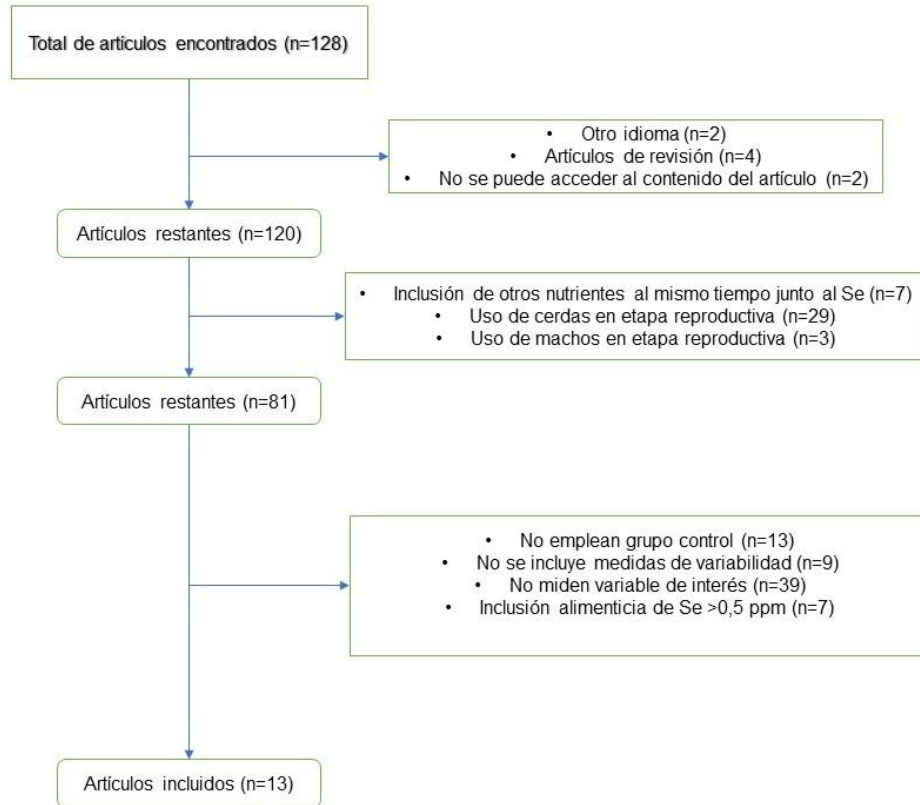 Total de artículos encontrados (n=128)
• Otro idioma (n=2)
• Artículos de revisión (n=4)
• No se puede acceder al contenido del artículo (n=2)
Artículos restantes (n=120)
• Inclusión de otros nutrientes al mismo tiempo junto al Se (n=7)
• Uso de cerdas en etapa reproductiva (n=29)
• Uso de machos en etapa reproductiva (n=3)
Artículos restantes (n=81)
• No emplean grupo control (n=13)
• No se incluye medidas de variabilidad (n=9)
• No miden variable de interés (n=39)
• Inclusión alimenticia de Se >0,5 ppm (n=7)
Artículos incluidos (n=13)